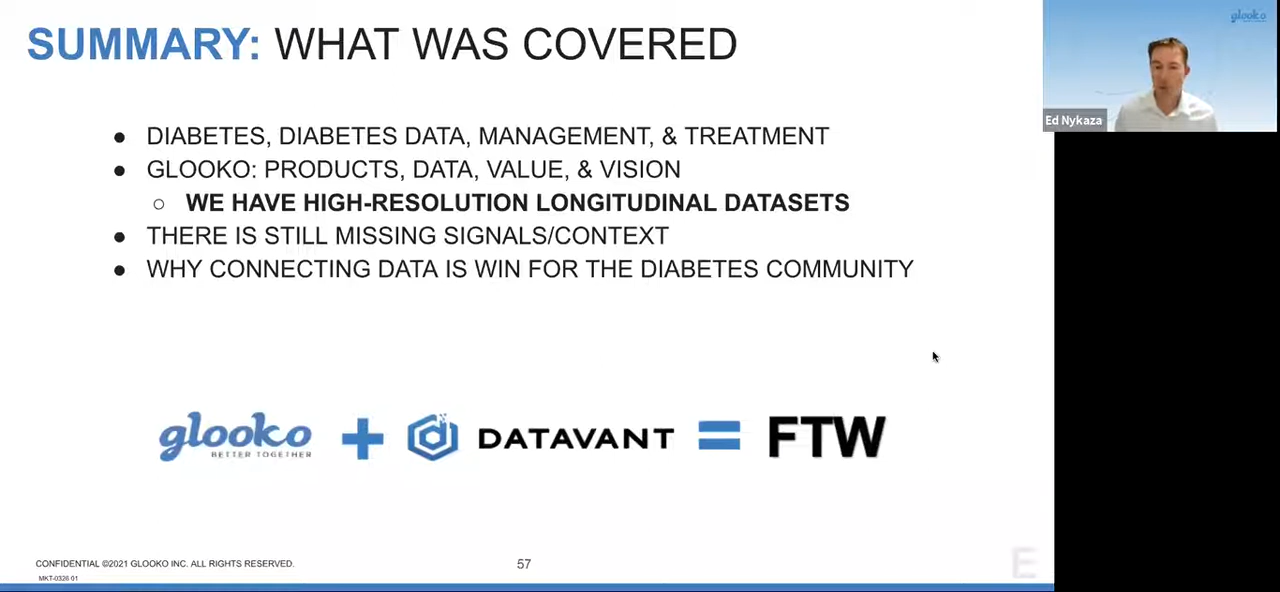 SUMMARY: WHAT WAS COVERED
glooko
Ed Nykaza
● DIABETES, DIABETES DATA, MANAGEMENT, & TREATMENT
● GLOOKO: PRODUCTS, DATA, VALUE, & VISION
○ WE HAVE HIGH-RESOLUTION LONGITUDINAL DATASETS
● THERE IS STILL MISSING SIGNALS/CONTEXT
● WHY CONNECTING DATA IS WIN FOR THE DIABETES COMMUNITY
glooko + DATAVANT = FTW
BETTER TOGETHER
CONFIDENTIAL ©2021 GLOOKO INC. ALL RIGHTS RESERVED.
57
E
MKT-0326 01